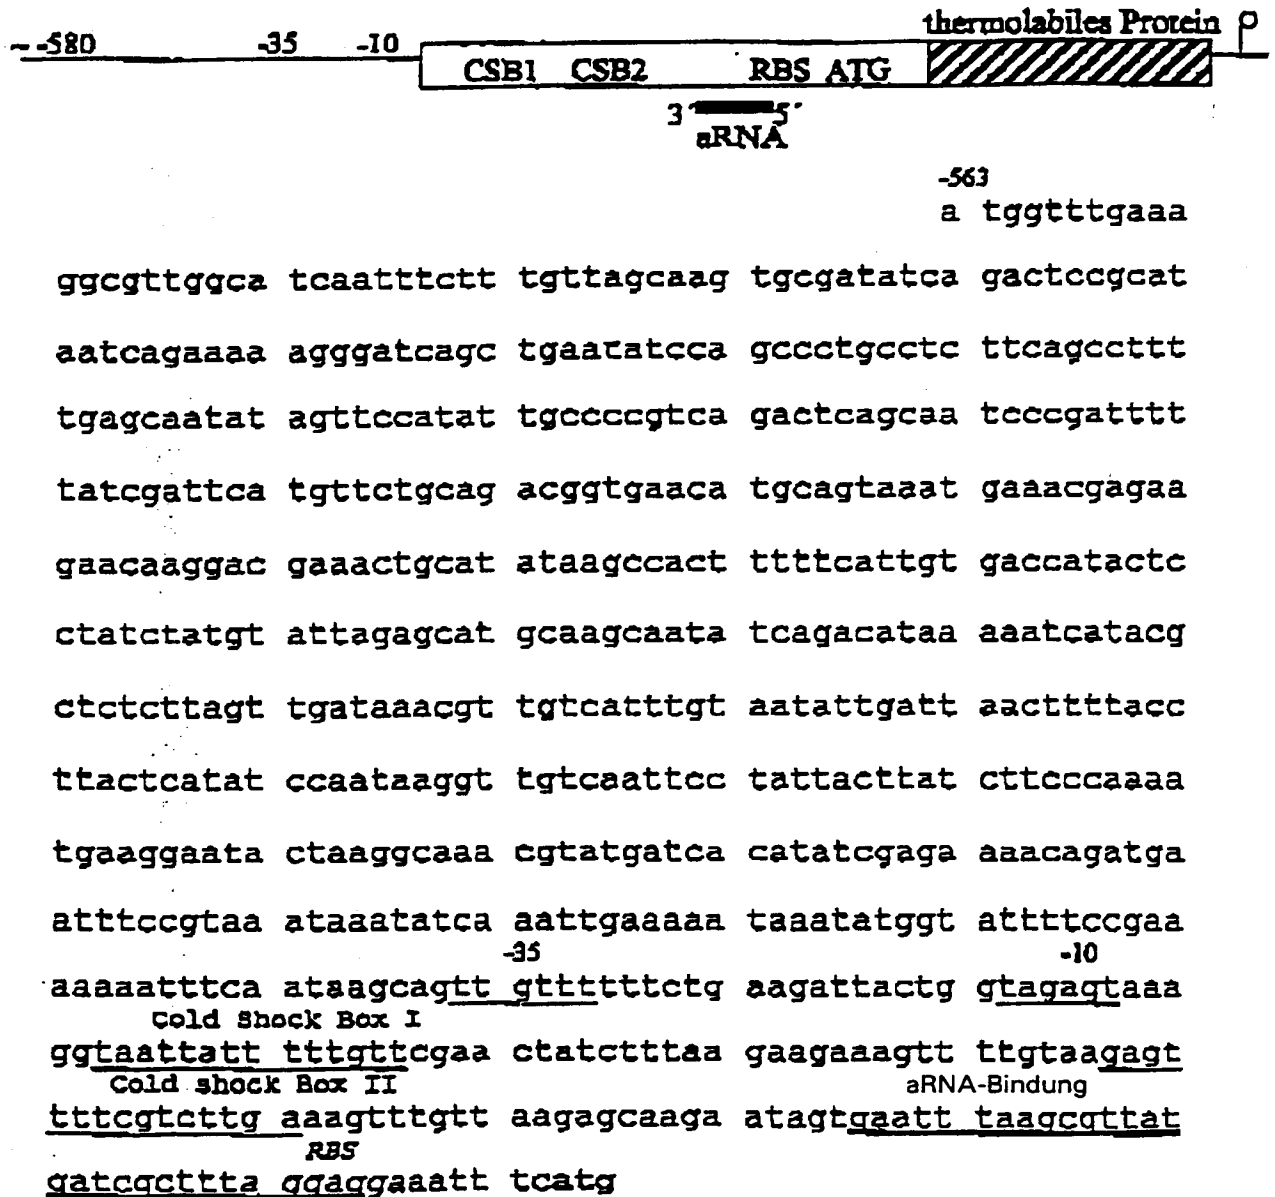 thermolabiles Protein
~ -580 -35 -10
CSB1 CSB2 RBS ATG
3´ 5´
aRNA
-563
a tggtttgaaa
ggcgttggca tcaatttctt tgttagcaag tgcgatatca gactccgcat
aatcagaaaa agggatcagc tgaatatcca gccctgcctc ttcagccttt
tgagcaatat agttccatat tgccccgtca gactcagcaa tcccgatttt
tatcgattca tgttctgcag acggtgaaca tgcagtaaat gaaacgagaa
gaacaaggac gaaactgcat ataagccact ttttcattgt gaccatactc
ctatctatgt attagagcat gcaagcaata tcagacataa aaatcatacg
ctctcttagt tgataaacgt tgtcatttgt aatattgatt aacttttacc
ttactcatat ccaataaggt tgtcaattcc tattacttat cttcccaaaa
tgaaggaata ctaaggcaaa cgtatgatca catatcgaga aaacagatga
atttccgtaa ataaatatca aattgaaaaa taaatatggt attttccgaa
-35 -10
aaaaatttca ataagcagtt gttttttctg aagattactg gtagagtaaa
Cold Shock Box I
ggtaattatt tttgttcgaa ctatctttaa gaagaaagtt ttgtaagagt
Cold shock Box II aRNA-Bindung
tttcgtcttg aaagtttgtt aagagcaaga atagtgaattt taagcgttat
RBS
gatcgcttta ggaggaaatt tcatg